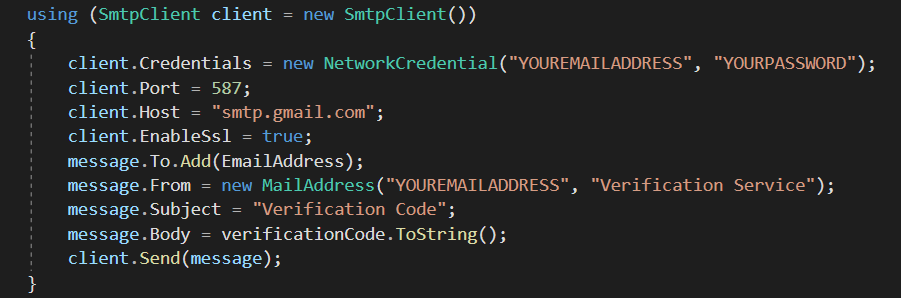 using (SmtpClient client = new SmtpClient())
{
client.Credentials = new NetworkCredential("YOUREMAILADDRESS", "YOURPASSWORD");
client.Port = 587;
client.Host = "smtp.gmail.com";
client.EnableSsl = true;
message.To.Add(EmailAddress);
message.From = new MailAddress("YOUREMAILADDRESS", "Verification Service");
message.Subject = "Verification Code";
message.Body = verificationCode.ToString();
client.Send(message);
}